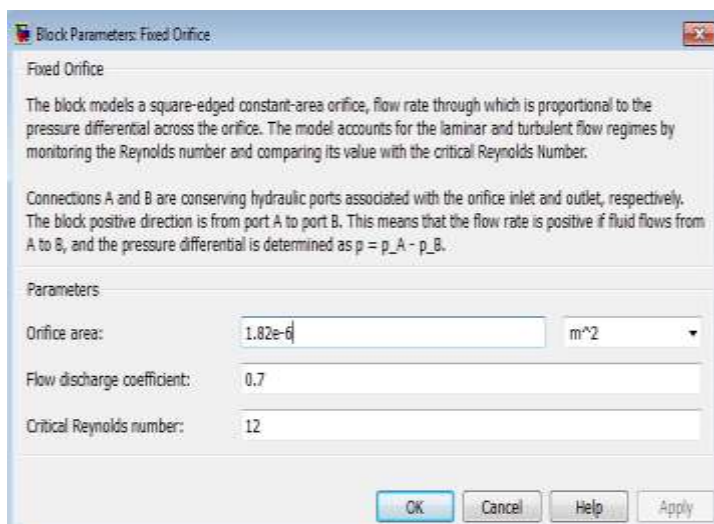 Block Parameters: Fixed Orifice
Fixed Orifice
The block models a square-edged constant-area orifice, flow rate through which is proportional to the
pressure differential across the orifice. The model accounts for the laminar and turbulent flow regimes by
monitoring the Reynolds number and comparing its value with the critical Reynolds Number.
Connections A and B are conserving hydraulic ports associated with the orifice inlet and outlet, respectively.
The block positive direction is from port A to port B. This means that the flow rate is positive if fluid flows from
A to B, and the pressure differential is determined as p = p_A - p_B.
Parameters
Orifice area: 1.82e-6 m^2
Flow discharge coefficient: 0.7
Critical Reynolds number: 12
OK Cancel Help Apply